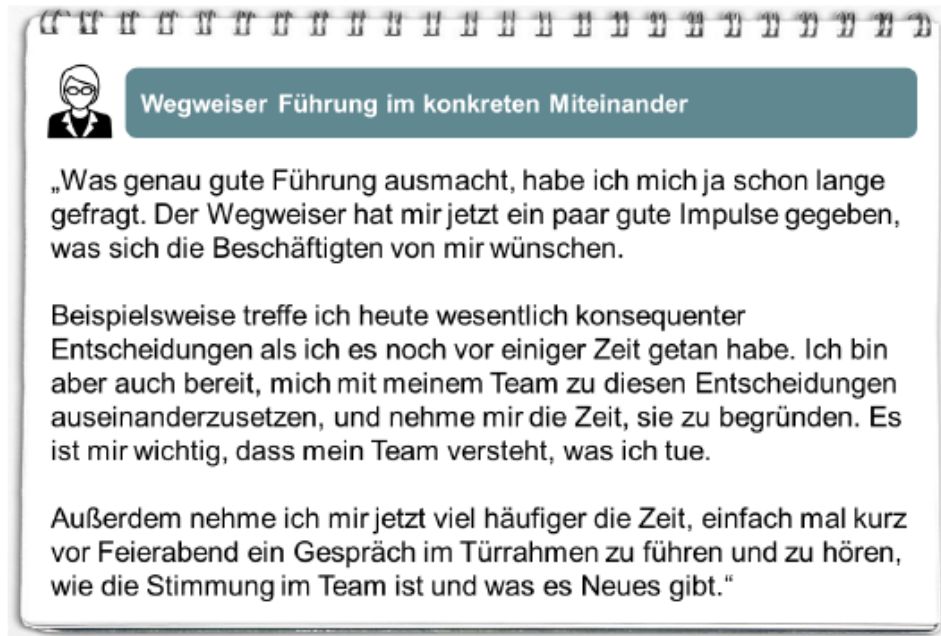 Wegweiser Führung im konkreten Miteinander
„Was genau gute Führung ausmacht, habe ich mich ja schon lange
gefragt. Der Wegweiser hat mir jetzt ein paar gute Impulse gegeben,
was sich die Beschäftigten von mir wünschen.
Beispielsweise treffe ich heute wesentlich konsequenter
Entscheidungen als ich es noch vor einiger Zeit getan habe. Ich bin
aber auch bereit, mich mit meinem Team zu diesen Entscheidungen
auseinanderzusetzen, und nehme mir die Zeit, sie zu begründen. Es
ist mir wichtig, dass mein Team versteht, was ich tue.
Außerdem nehme ich mir jetzt viel häufiger die Zeit, einfach mal kurz
vor Feierabend ein Gespräch im Türrahmen zu führen und zu hören,
wie die Stimmung im Team ist und was es Neues gibt.“